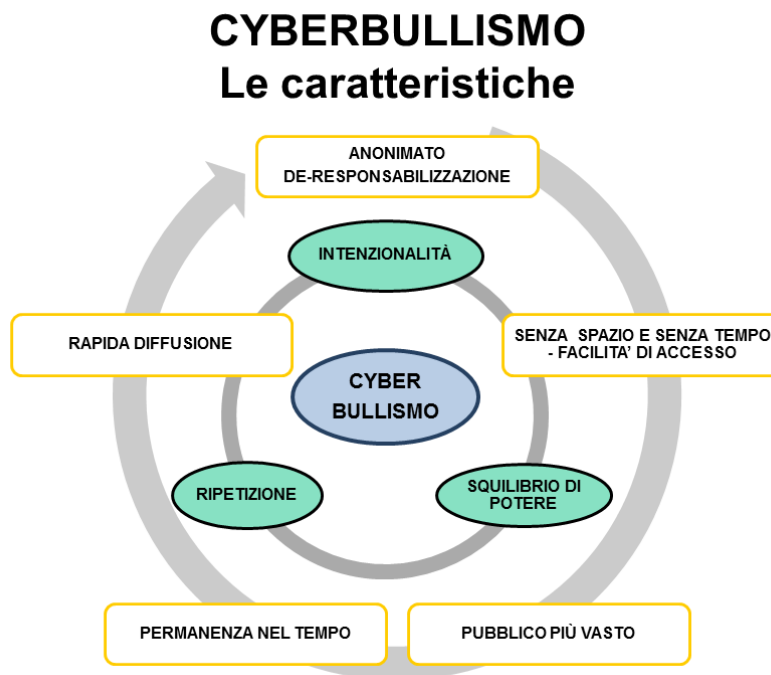 CYBERBULLISMO
Le caratteristiche
ANONIMATO
DE-RESPONSABILIZZAZIONE
INTENZIONALITÀ
RAPIDA DIFFUSIONE
SENZA SPAZIO E SENZA TEMPO
- FACILITA' DI ACCESSO
CYBER
BULLISMO
RIPETIZIONE
SQUILIBRIO DI
POTERE
PERMANENZA NEL TEMPO
PUBBLICO PIÙ VASTO